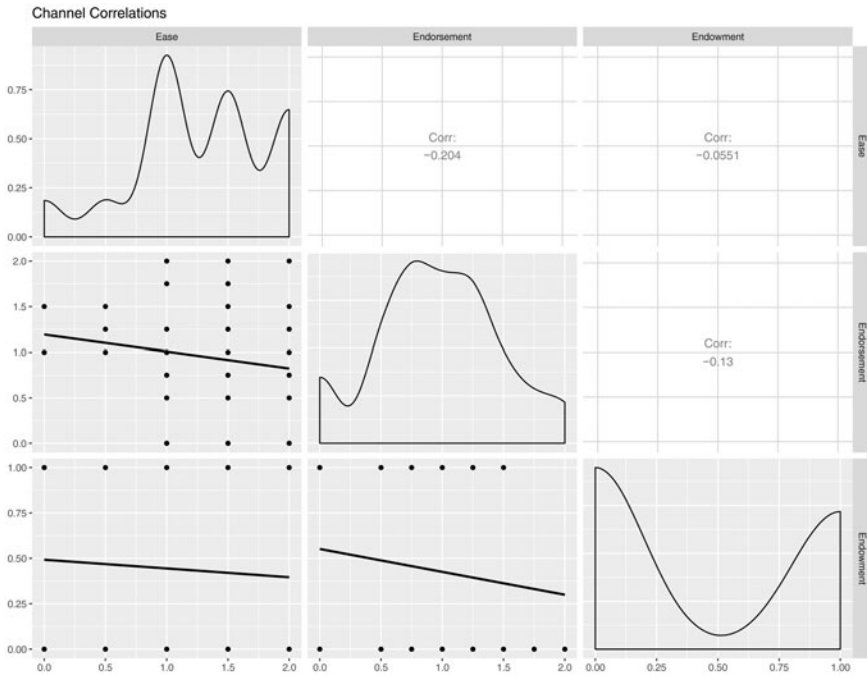 Channel Correlations
Ease Endorsement Endowment
0.75
0.50
0.25
0.00
Corr:
−0.204
Corr:
−0.0551
Ease
2.0
1.5
1.0
0.5
0.0
Corr:
−0.13
Endorsement
1.00
0.75
0.50
0.25
0.00
Endowment
0.0 0.5 1.0 1.5 2.0 0.0 0.5 1.0 1.5 2.0 0.00 0.25 0.50 0.75 1.00